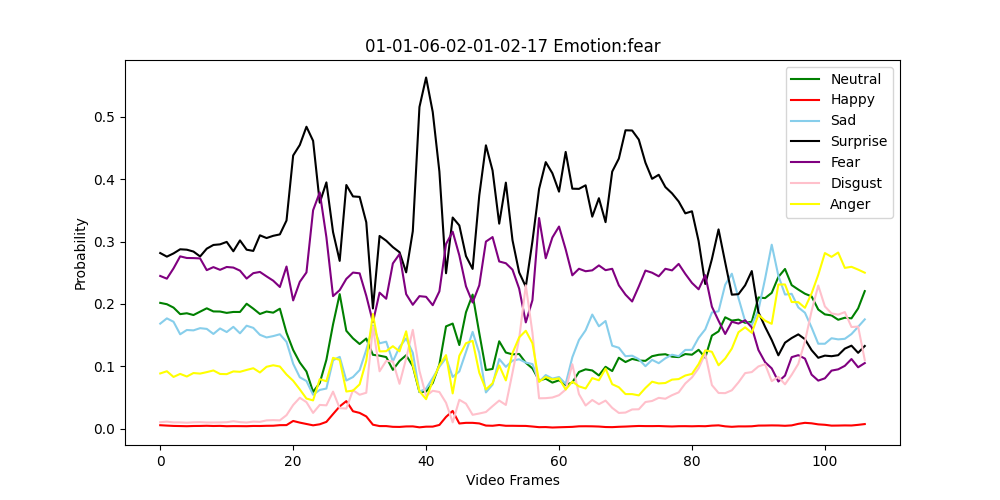 01-01-06-02-01-02-17 Emotion:fear
Neutral
Happy
Sad
Surprise
Fear
Disgust
Anger
Probability
0.5
0.4
0.3
0.2
0.1
0.0
0
20
40
60
80
100
Video Frames